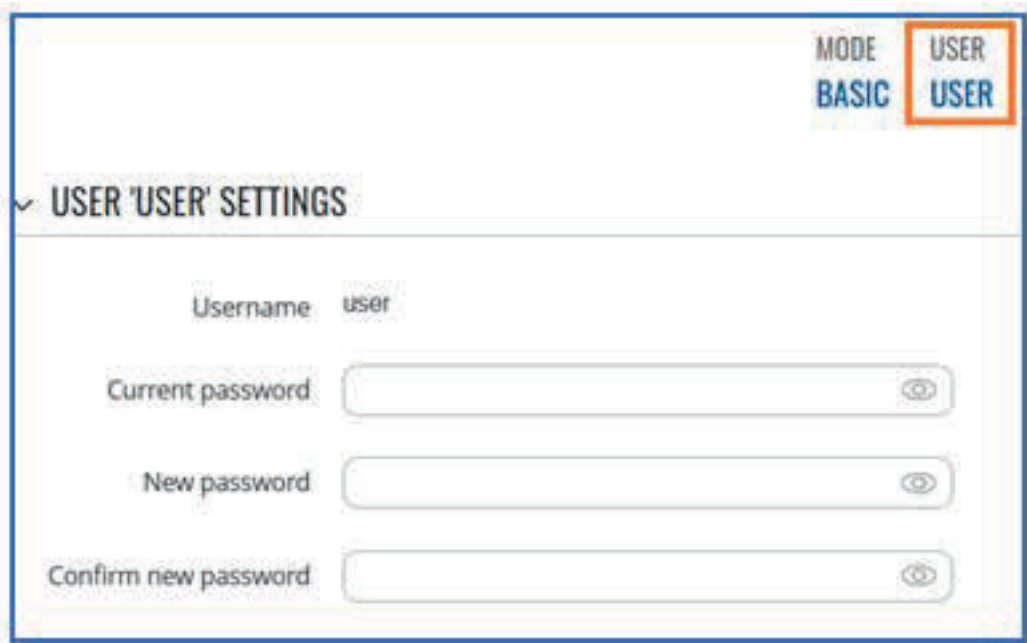 MODE USER
BASIC USER
USER 'USER' SETTINGS
Username user
Current password
New password
Confirm new password